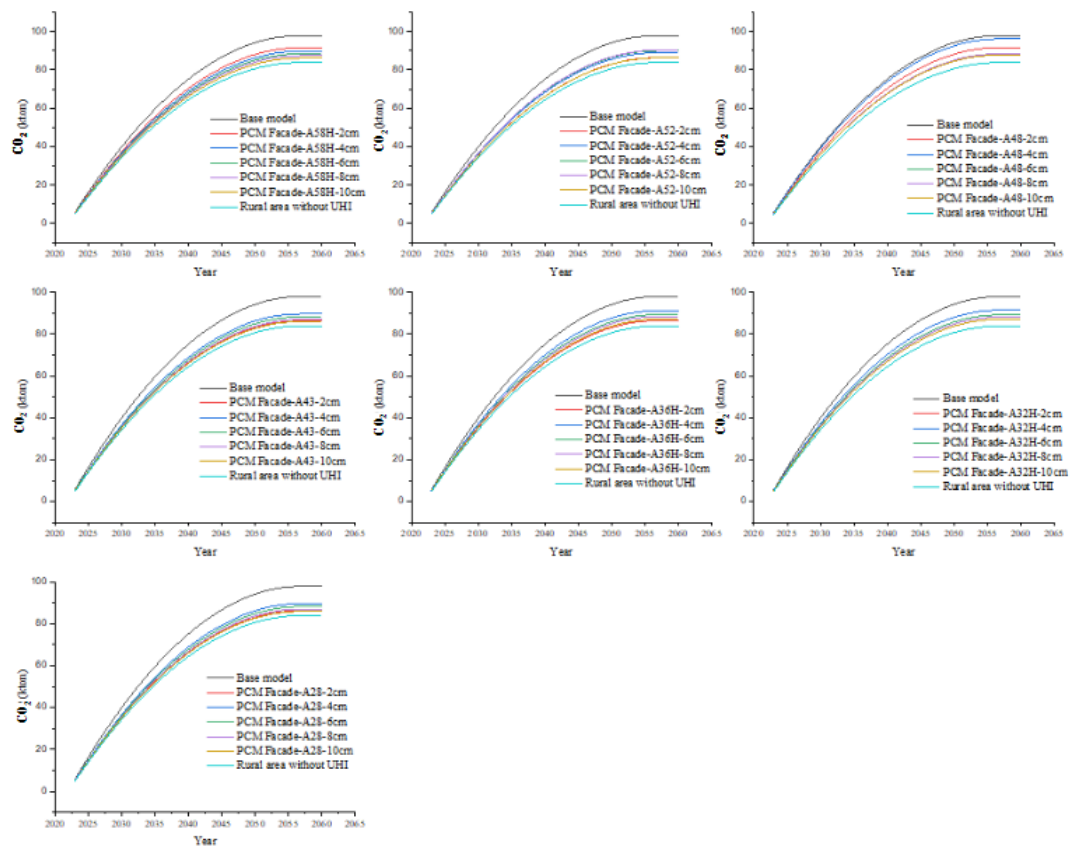 100
80
60
40
20
0
CO2 (kton)
Base model
PCM Facade-A58H-2cm
PCM Facade-A58H-4cm
PCM Facade-A58H-6cm
PCM Facade-A58H-8cm
PCM Facade-A58H-10cm
Rural area without UHI
2020 2025 2030 2035 2040 2045 2050 2055 2060 2065
Year
100
80
60
40
20
0
CO2 (kton)
Base model
PCM Facade-A52-2cm
PCM Facade-A52-4cm
PCM Facade-A52-6cm
PCM Facade-A52-8cm
PCM Facade-A52-10cm
Rural area without UHI
2020 2025 2030 2035 2040 2045 2050 2055 2060 2065
Year
100
80
60
40
20
0
CO2 (kton)
Base model
PCM Facade-A48-2cm
PCM Facade-A48-4cm
PCM Facade-A48-6cm
PCM Facade-A48-8cm
PCM Facade-A48-10cm
Rural area without UHI
2020 2025 2030 2035 2040 2045 2050 2055 2060 2065
Year
100
80
60
40
20
0
CO2 (kton)
Base model
PCM Facade-A43-2cm
PCM Facade-A43-4cm
PCM Facade-A43-6cm
PCM Facade-A43-8cm
PCM Facade-A43-10cm
Rural area without UHI
2020 2025 2030 2035 2040 2045 2050 2055 2060 2065
Year
100
80
60
40
20
0
CO2 (kton)
Base model
PCM Facade-A36H-2cm
PCM Facade-A36H-4cm
PCM Facade-A36H-6cm
PCM Facade-A36H-8cm
PCM Facade-A36H-10cm
Rural area without UHI
2020 2025 2030 2035 2040 2045 2050 2055 2060 2065
Year
100
80
60
40
20
0
CO2 (kton)
Base model
PCM Facade-A32H-2cm
PCM Facade-A32H-4cm
PCM Facade-A32H-6cm
PCM Facade-A32H-8cm
PCM Facade-A32H-10cm
Rural area without UHI
2020 2025 2030 2035 2040 2045 2050 2055 2060 2065
Year
100
80
60
40
20
0
CO2 (kton)
Base model
PCM Facade-A28-2cm
PCM Facade-A28-4cm
PCM Facade-A28-6cm
PCM Facade-A28-8cm
PCM Facade-A28-10cm
Rural area without UHI
2020 2025 2030 2035 2040 2045 2050 2055 2060 2065
Year